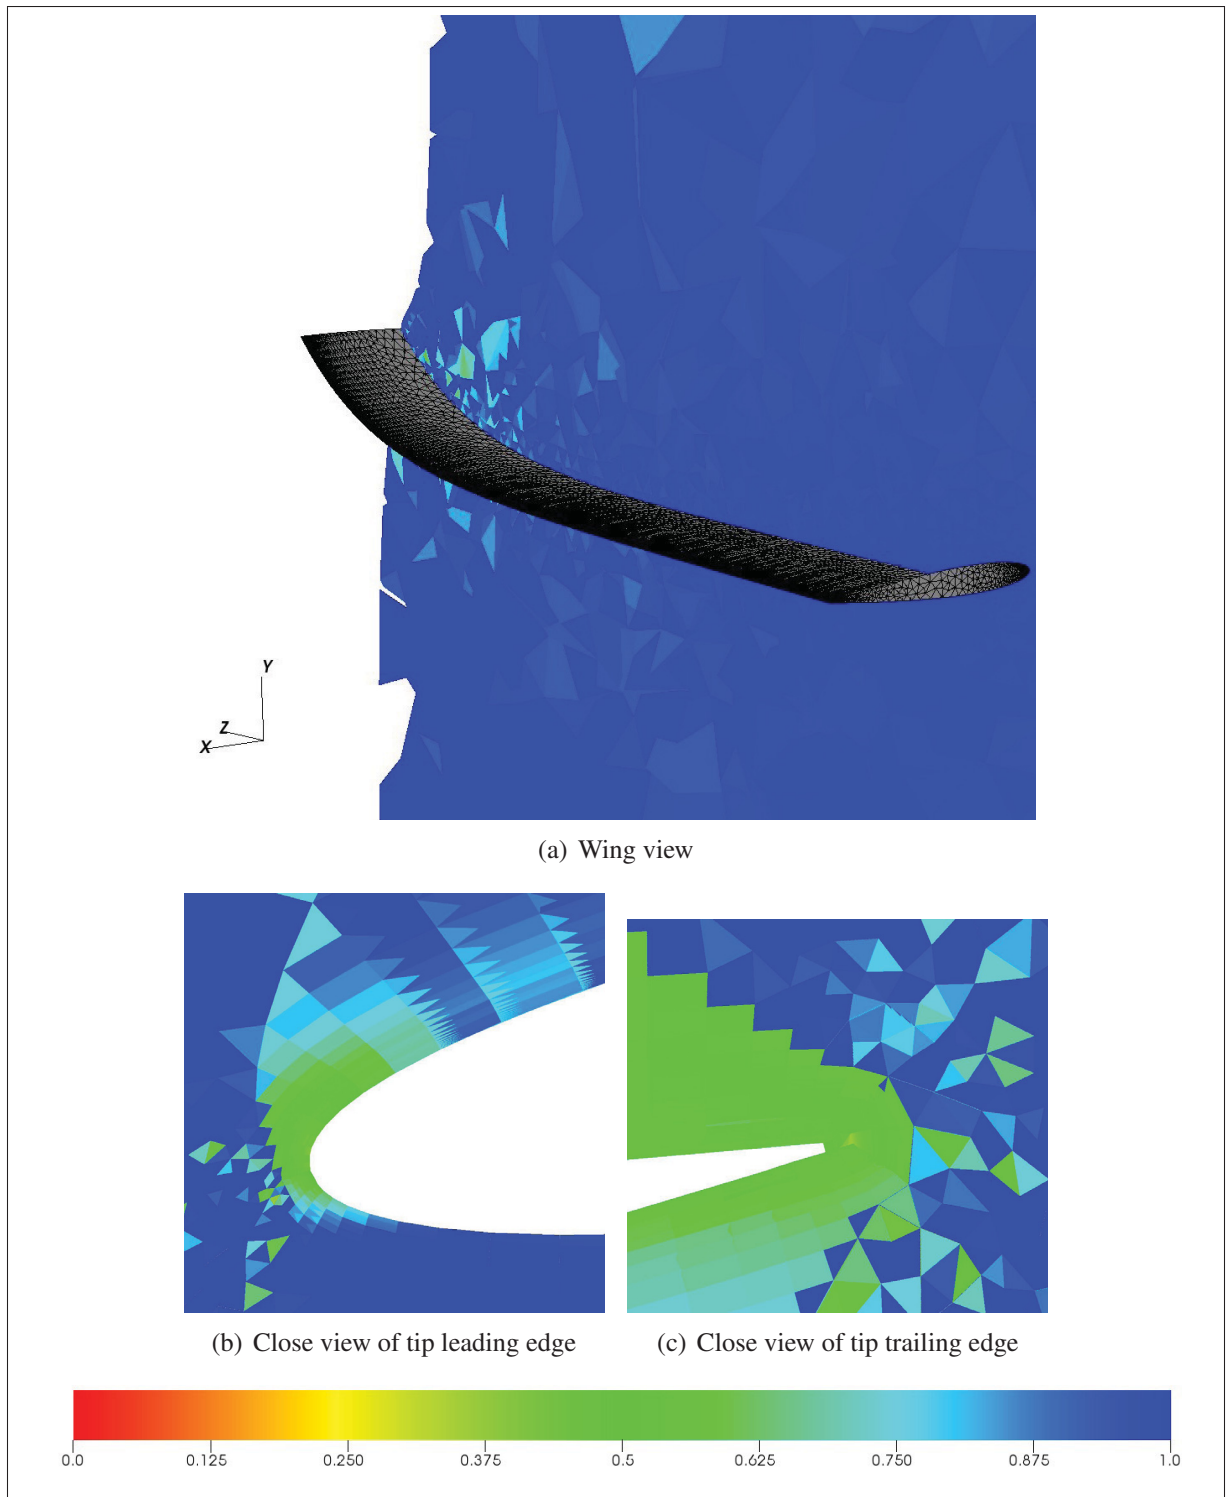 Y
Z
X
(a) Wing view
(b) Close view of tip leading edge
(c) Close view of tip trailing edge
0.0 0.125 0.250 0.375 0.5 0.625 0.750 0.875 1.0